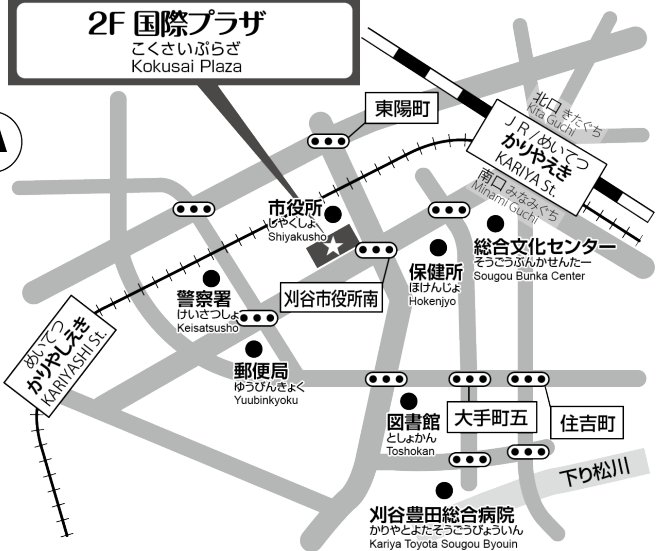 2F 国際プラザ
こくさいぷらざ
Kokusai Plaza
東陽町
北口 きたぐち
Kita Guchi
JR/めいてつ
かりやえき
KARIYA St.
南口 みなみぐち
Minami Guchi
市役所
しやくしょ
Shiyakusho
総合文化センター
そうごうぶんかせんたー
Sougou Bunka Center
保健所
ほけんじょ
Hokenjyo
警察署
けいさつしょ
Keisatsusho
刈谷市役所南
めいてつ
かりやしえき
KARIYASHI St.
郵便局
ゆうびんきょく
Yuubinkyoku
図書館
としょかん
Toshokan
大手町五
住吉町
下り松川
刈谷豊田総合病院
かりやとよたそうごうびょういん
Kariya Toyota Sougou Byouin